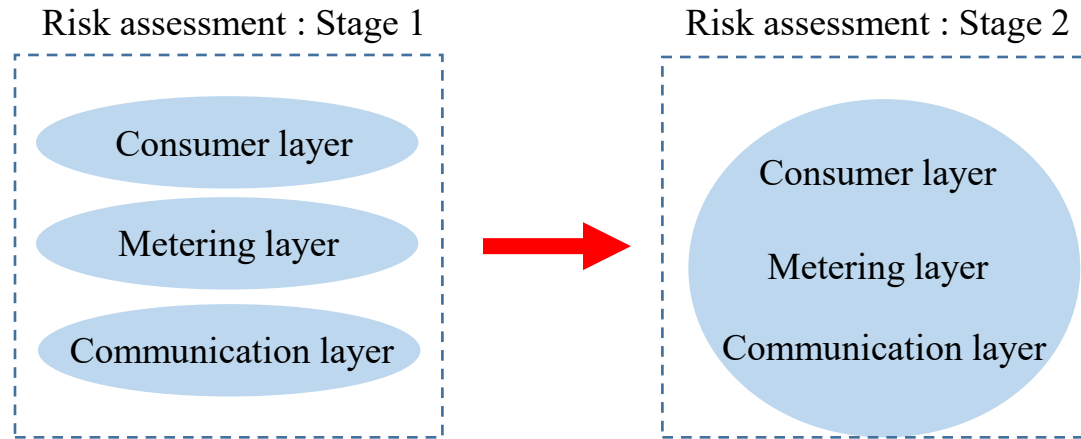 Risk assessment : Stage 1
Consumer layer
Metering layer
Communication layer
Risk assessment : Stage 2
Consumer layer
Metering layer
Communication layer